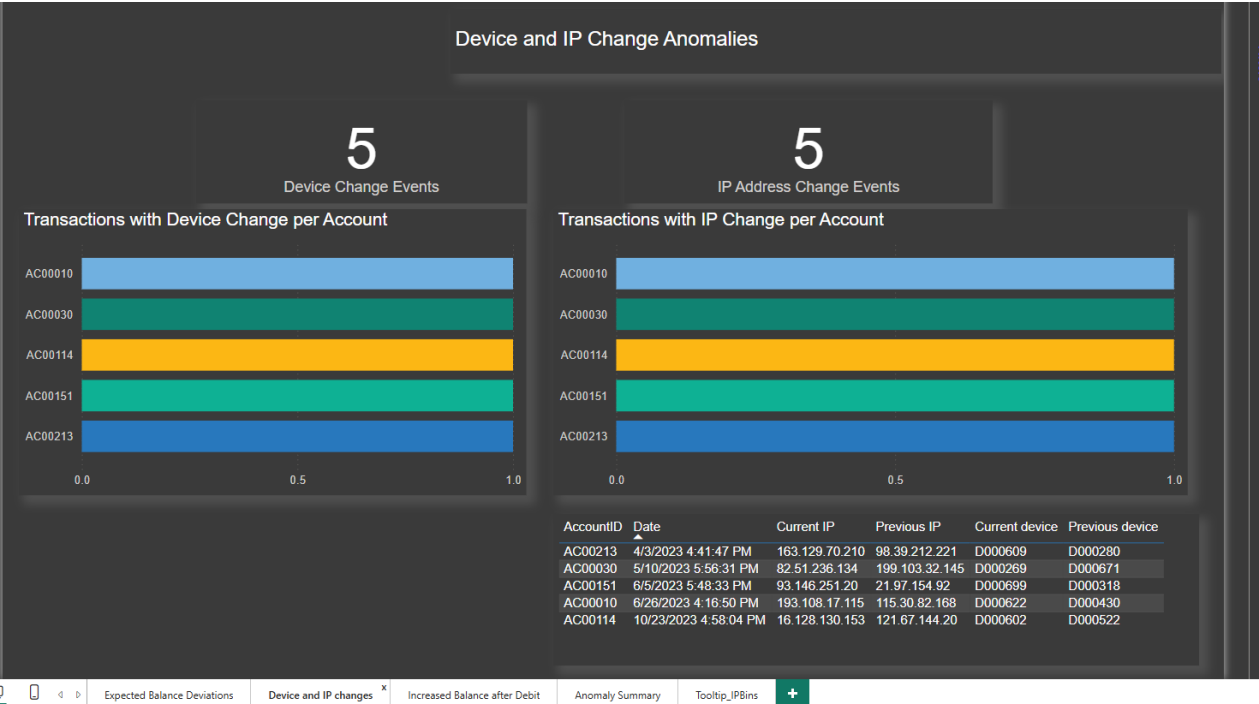 Device and IP Change Anomalies
5
Device Change Events
5
IP Address Change Events
Transactions with Device Change per Account
AC00010
AC00030
AC00114
AC00151
AC00213
0.0 0.5 1.0
Transactions with IP Change per Account
AC00010
AC00030
AC00114
AC00151
AC00213
0.0 0.5 1.0
AccountID Date Current IP Previous IP Current device Previous device
AC00213 4/3/2023 4:41:47 PM 163.129.70.210 98.39.212.221 D000609 D000280
AC00030 5/10/2023 5:56:31 PM 82.51.236.134 199.103.32.145 D000269 D000671
AC00151 6/5/2023 5:48:33 PM 93.146.251.20 21.97.154.92 D000699 D000318
AC00010 6/26/2023 4:16:50 PM 193.108.17.115 115.30.82.168 D000622 D000430
AC00114 10/23/2023 4:58:04 PM 16.128.130.153 121.67.144.20 D000602 D000522
Expected Balance Deviations Device and IP changes x Increased Balance after Debit Anomaly Summary Tooltip_IPBins +